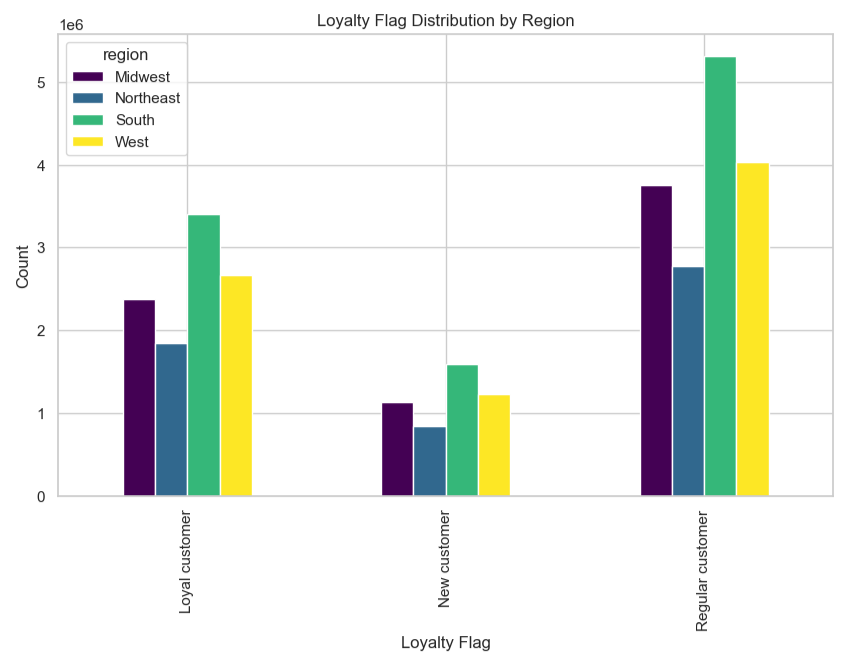 Loyalty Flag Distribution by Region
1e6
region
Midwest
Northeast
South
West
5
4
3
2
1
0
Count
Loyal customer
New customer
Regular customer
Loyalty Flag